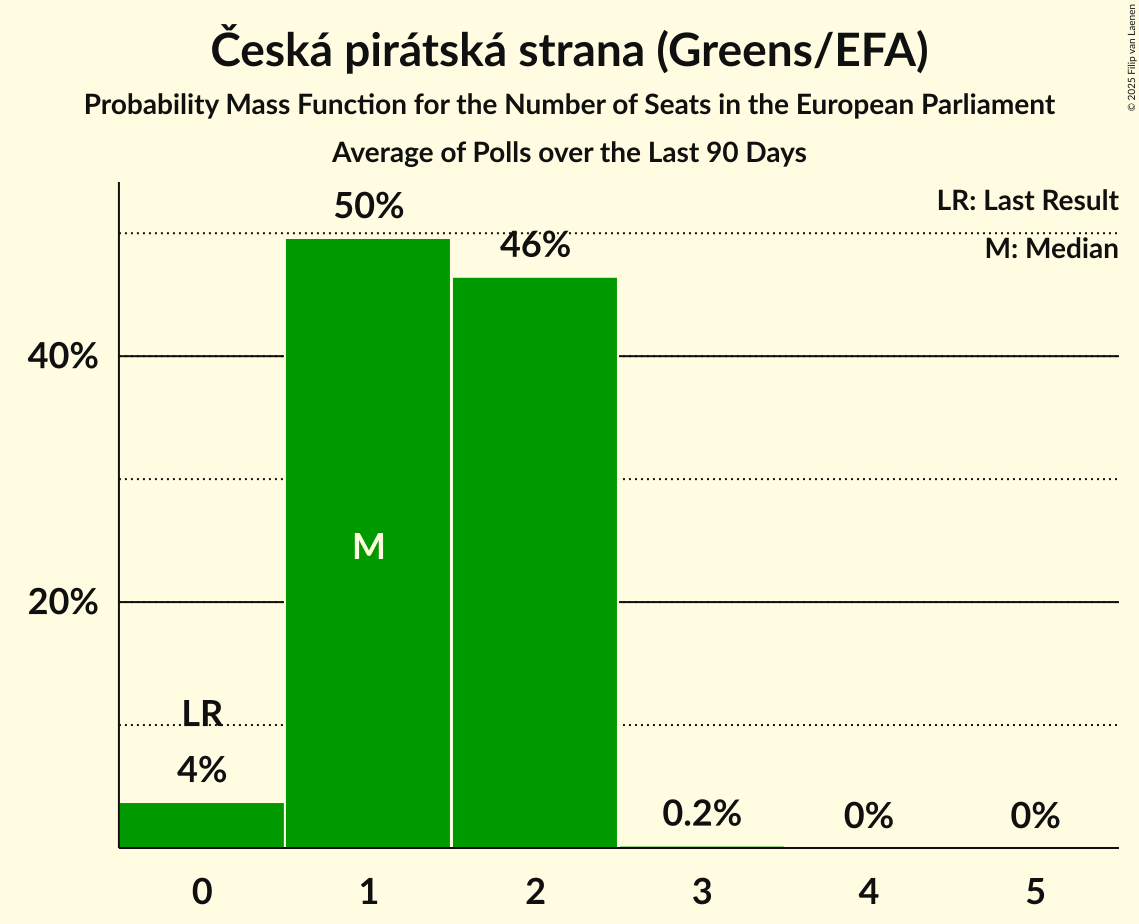 Česká pirátská strana (Greens/EFA)
Probability Mass Function for the Number of Seats in the European Parliament
Average of Polls over the Last 90 Days
© 2025 Filip van Laenen
LR: Last Result
M: Median
50%
46%
40%
M
20%
LR
4%
0.2%
0%
0%
0 1 2 3 4 5